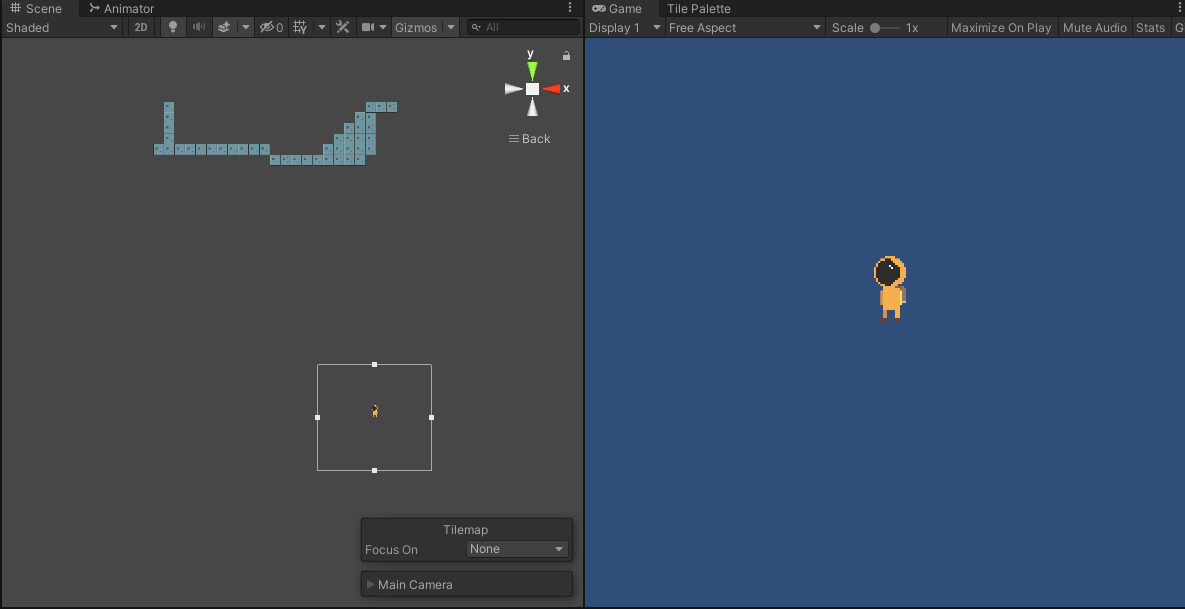 Scene
Animator
Game
Tile Palette
Shaded
2D
0
Gizmos
All
Display 1
Free Aspect
Scale
1x
Maximize On Play
Mute Audio
Stats
G
y
x
Back
Tilemap
Focus On
None
Main Camera